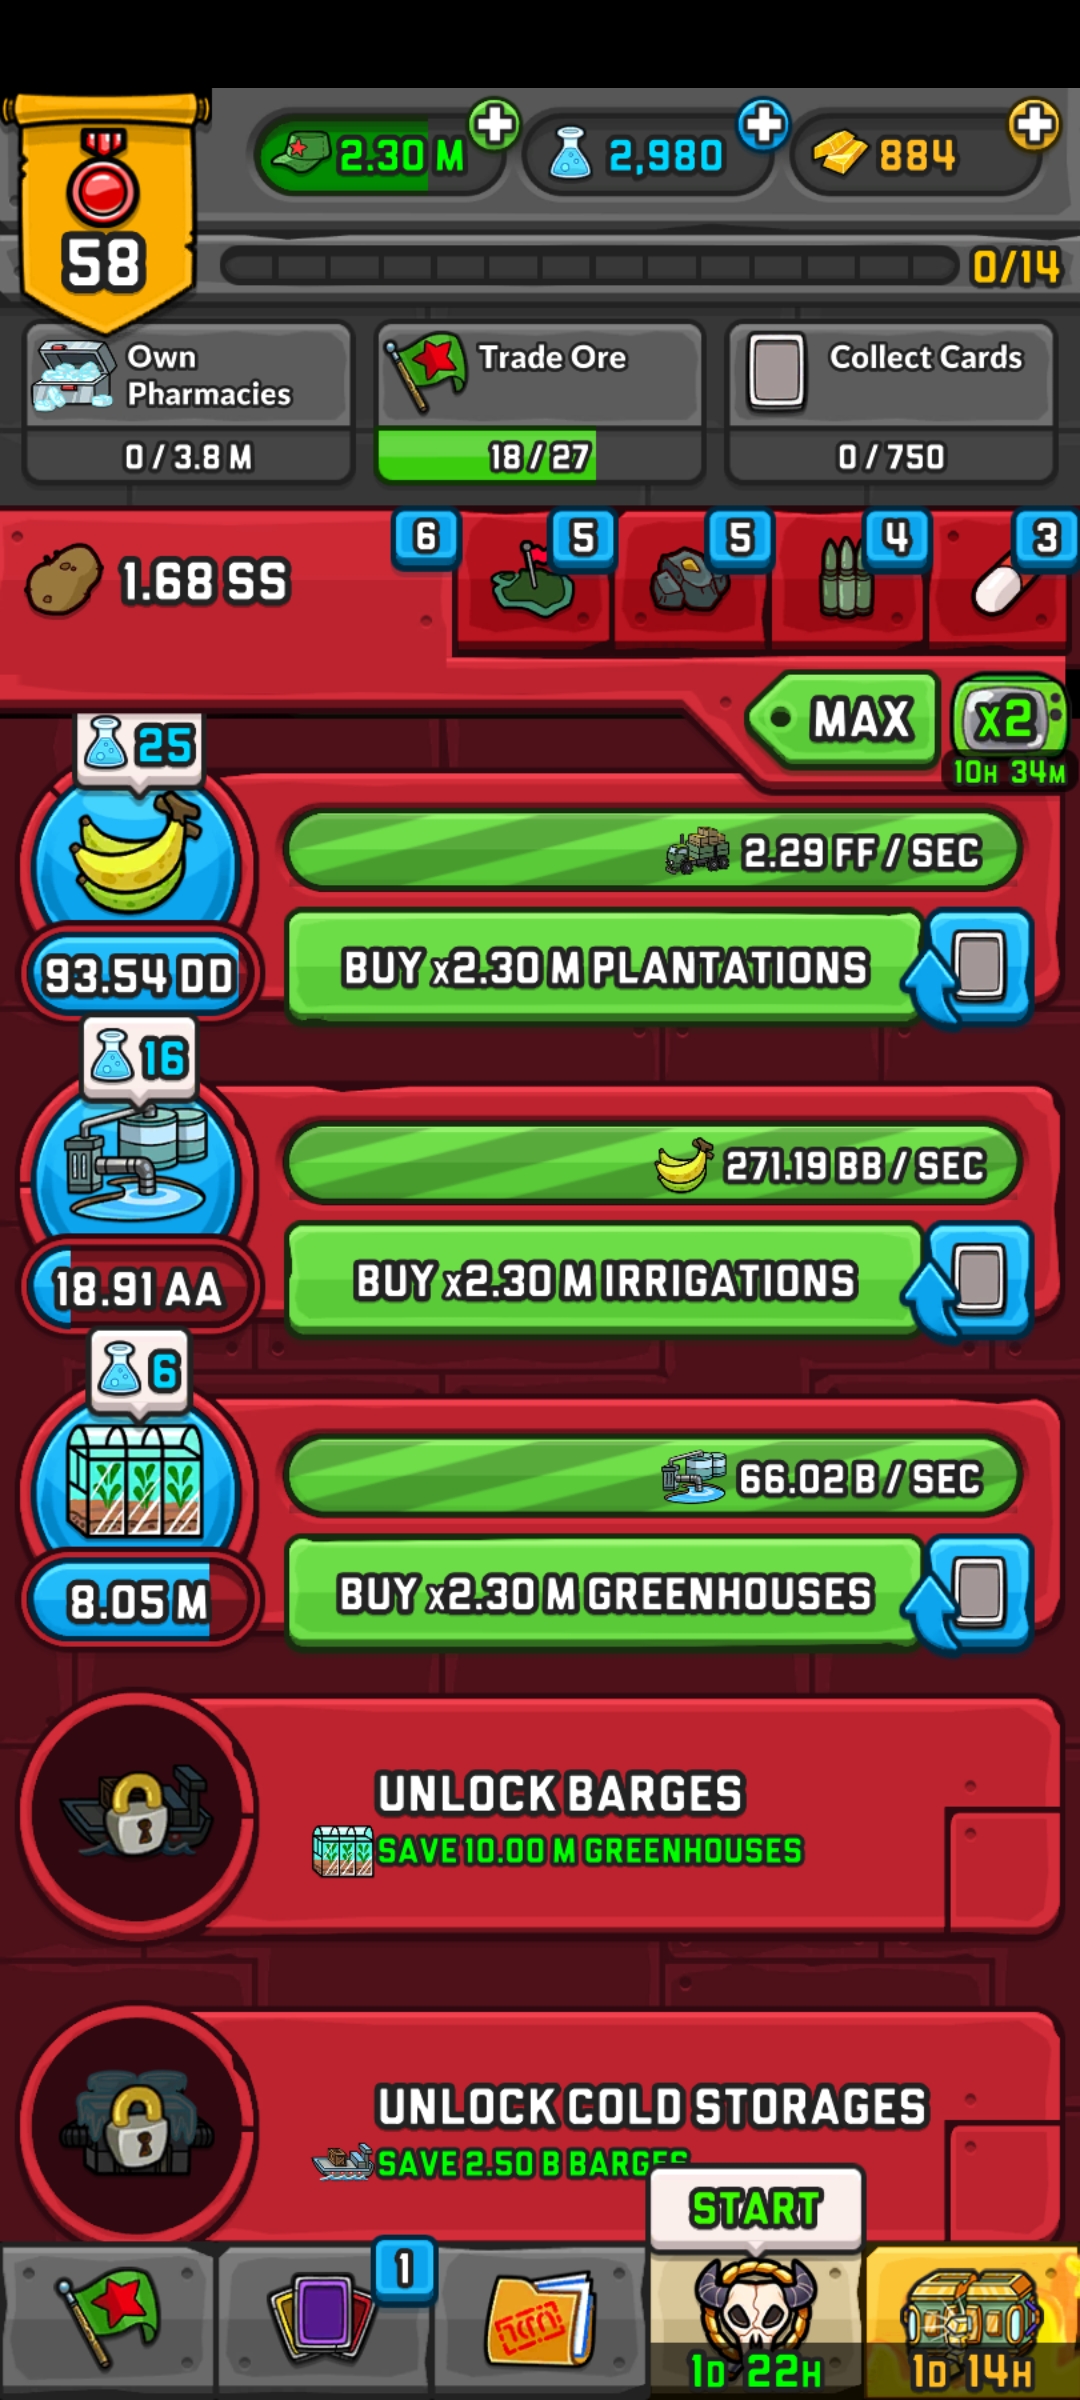 2.30 M
2,980
884
58
0/14
Own
Pharmacies
0 / 3.8 M
Trade Ore
18 / 27
Collect Cards
0 / 750
1.68 SS
6
5
5
4
3
MAX
x2
10H 34M
25
2.29 FF / SEC
93.54 DD
BUY x2.30 M PLANTATIONS
16
271.19 BB / SEC
18.91 AA
BUY x2.30 M IRRIGATIONS
6
66.02 B / SEC
8.05 M
BUY x2.30 M GREENHOUSES
UNLOCK BARGES
SAVE 10.00 M GREENHOUSES
UNLOCK COLD STORAGES
SAVE 2.50 B BARGES
START
1
1D 22H
1D 14H